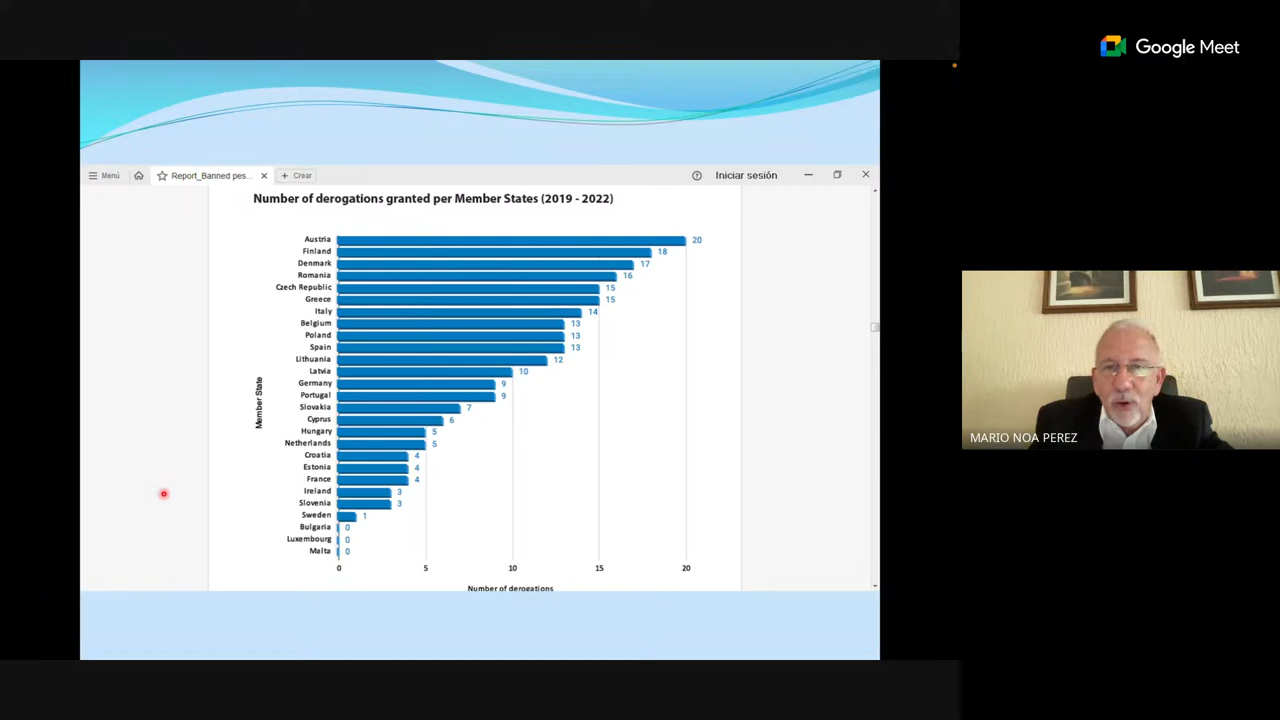 Google Meet
Menú
Report_Banned pes...
Crear
Iniciar sesión
Number of derogations granted per Member States (2019 - 2022)
Member State
Austria 20
Finland 18
Denmark 17
Romania 16
Czech Republic 15
Greece 15
Italy 14
Belgium 13
Poland 13
Spain 13
Lithuania 12
Latvia 10
Germany 9
Portugal 9
Slovakia 7
Cyprus 6
Hungary 5
Netherlands 5
Croatia 4
Estonia 4
France 4
Ireland 3
Slovenia 3
Sweden 1
Bulgaria 0
Luxembourg 0
Malta 0
0 5 10 15 20
Number of derogations
MARIO NOA PEREZ